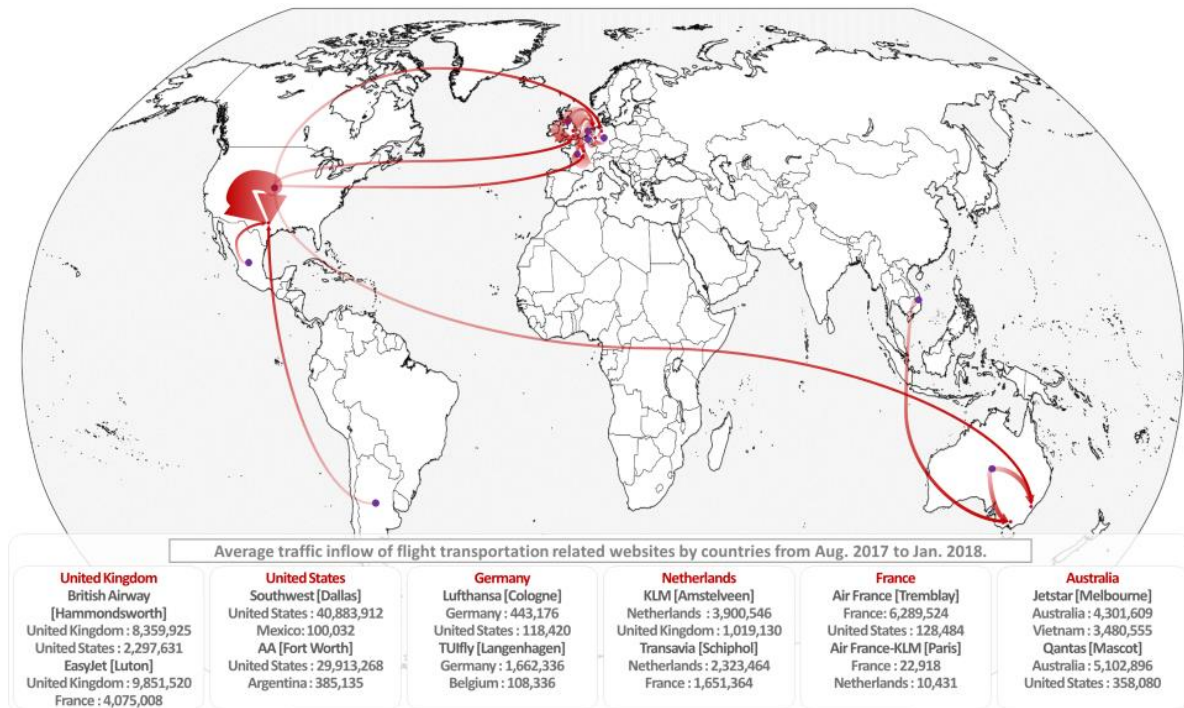 Average traffic inflow of flight transportation related websites by countries from Aug. 2017 to Jan. 2018.
United Kingdom
British Airway
[Hammondsworth]
United Kingdom : 8,359,925
United States : 2,297,631
EasyJet [Luton]
United Kingdom : 9,851,520
France : 4,075,008
United States
Southwest [Dallas]
United States : 40,883,912
Mexico: 100,032
AA [Fort Worth]
United States : 29,913,268
Argentina : 385,135
Germany
Lufthansa [Cologne]
Germany : 443,176
United States : 118,420
TUIfly [Langenhagen]
Germany : 1,662,336
Belgium : 108,336
Netherlands
KLM [Amstelveen]
Netherlands : 3,900,546
United Kingdom : 1,019,130
Transavia [Schiphol]
Netherlands : 2,323,464
France : 1,651,364
France
Air France [Tremblay]
France: 6,289,524
United States : 128,484
Air France-KLM [Paris]
France : 22,918
Netherlands : 10,431
Australia
Jetstar [Melbourne]
Australia : 4,301,609
Vietnam : 3,480,555
Qantas [Mascot]
Australia : 5,102,896
United States : 358,080